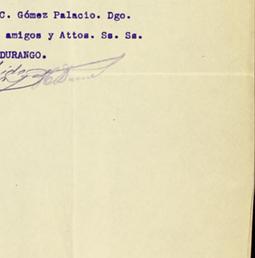 C. Gómez Palacio. Dgo.
amigos y Attos. Ss. Ss.
DURANGO.